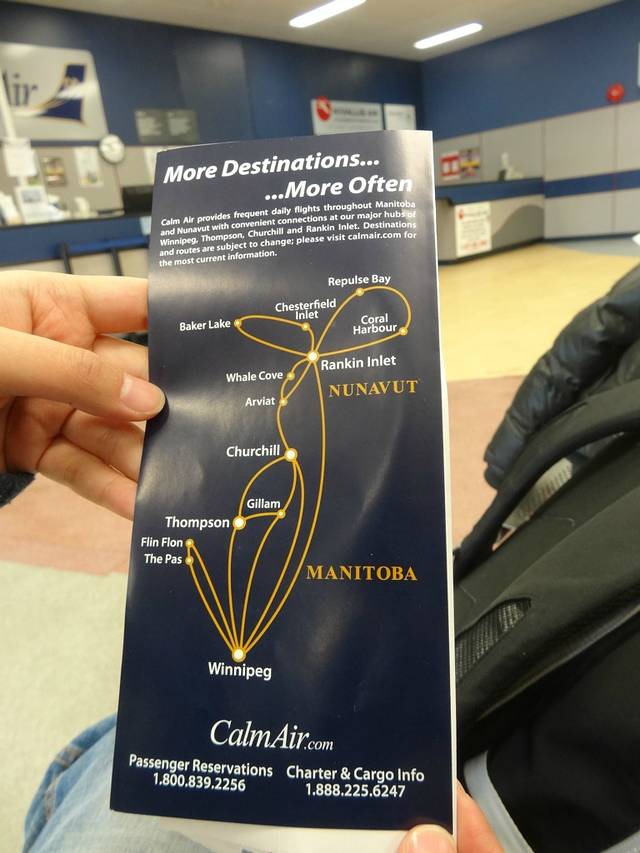 ir
More Destinations...
...More Often
Calm Air provides frequent daily flights throughout Manitoba
and Nunavut with convenient connections at our major hubs of
Winnipeg, Thompson, Churchill and Rankin Inlet. Destinations
and routes are subject to change; please visit calmair.com for
the most current information.
Repulse Bay
Chesterfield
Inlet
Baker Lake
Coral
Harbour
Rankin Inlet
Whale Cove
NUNAVUT
Arviat
Churchill
Gillam
Thompson
Flin Flon
The Pas
MANITOBA
Winnipeg
CalmAir.com
Passenger Reservations
1.800.839.2256
Charter & Cargo Info
1.888.225.6247